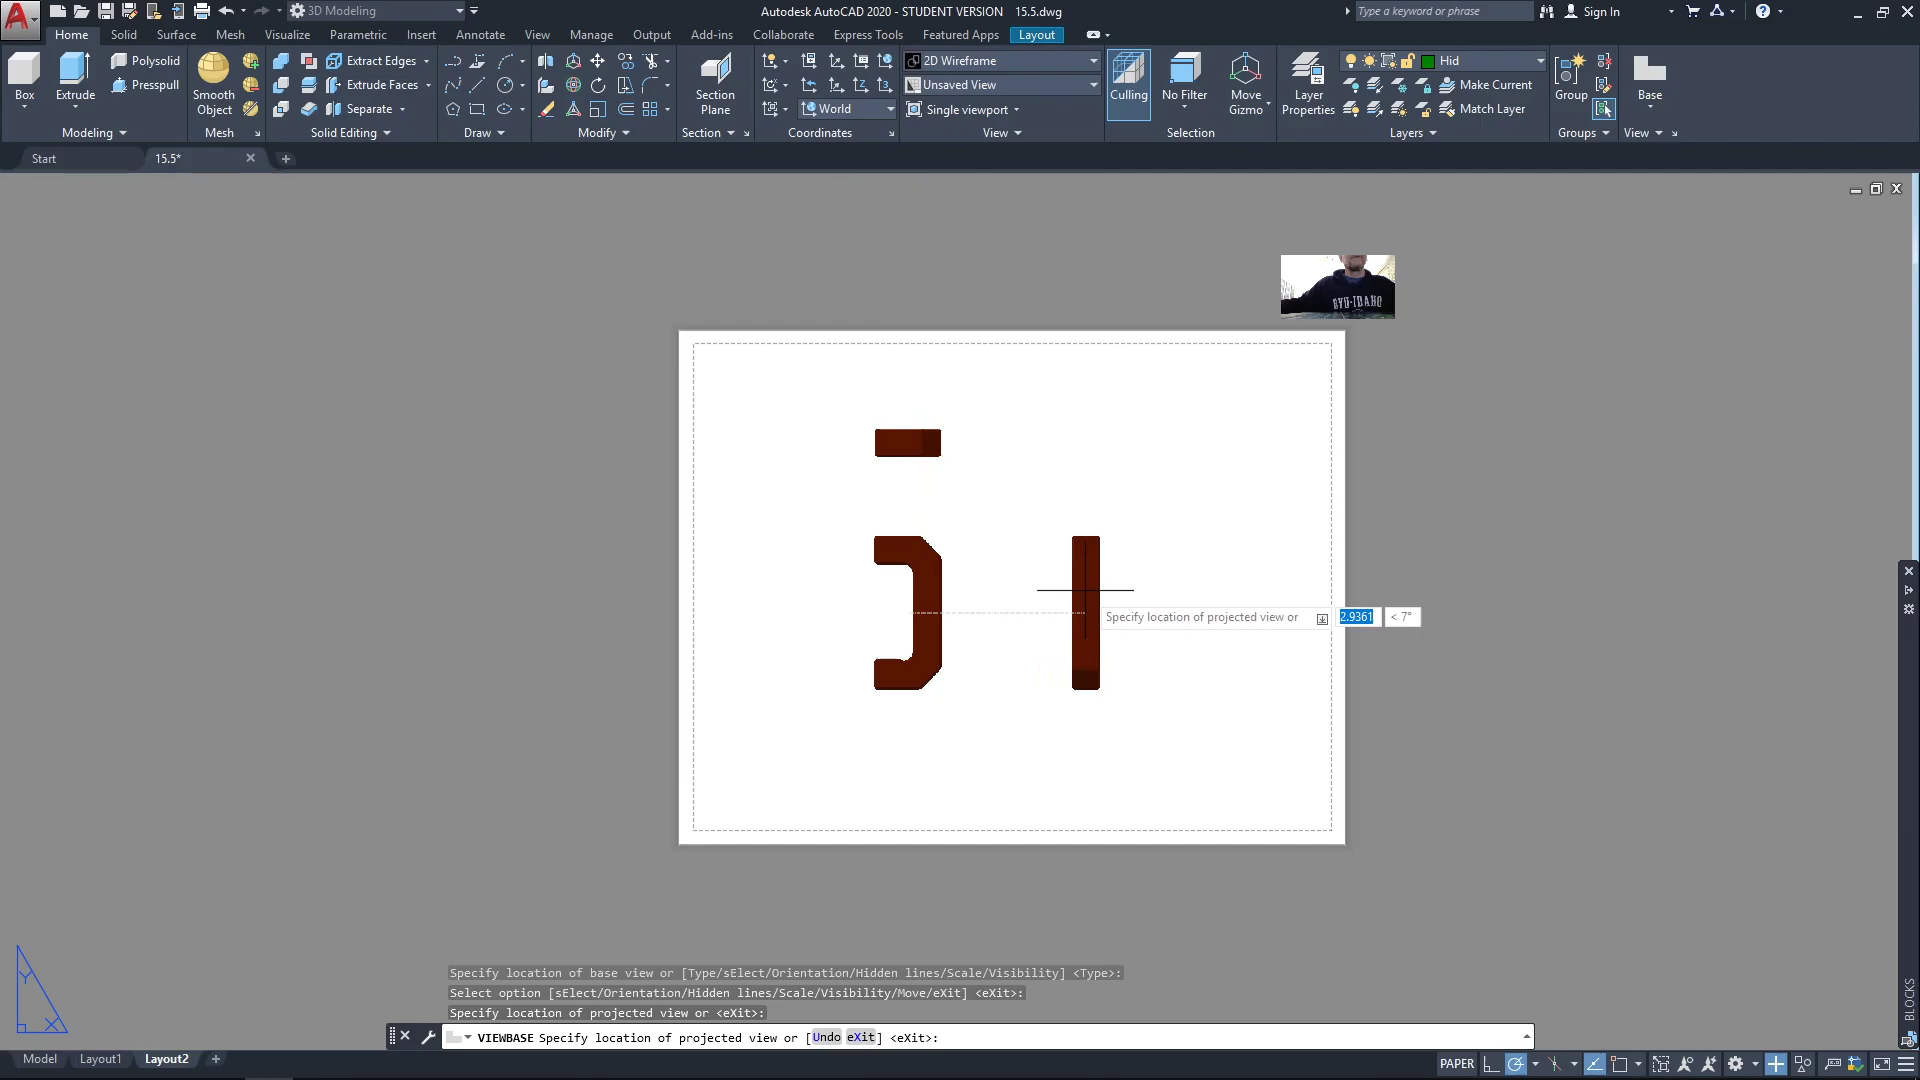 3D Modeling
Autodesk AutoCAD 2020 - STUDENT VERSION 15.5.dwg
Type a keyword or phrase
Sign In
Home Solid Surface Mesh Visualize Parametric Insert Annotate View Manage Output Add-ins Collaborate Express Tools Featured Apps Layout
Box
Extrude
Polysolid
Presspull
Smooth Object
Extract Edges
Extrude Faces
Separate
Section Plane
World
2D Wireframe
Unsaved View
Single viewport
Culling
No Filter
Move Gizmo
Layer Properties
Hid
Make Current
Match Layer
Group
Base
Modeling
Mesh
Solid Editing
Draw
Modify
Section
Coordinates
View
Selection
Layers
Groups
View
Start
15.5*
BYU-IDAHO
Specify location of projected view or
2.9361
< 7°
BLOCKS
Y
X
Specify location of base view or [Type/sElect/Orientation/Hidden lines/Scale/Visibility] <Type>:
Select option [sElect/Orientation/Hidden lines/Scale/Visibility/Move/eXit] <eXit>:
Specify location of projected view or <eXit>:
VIEWBASE Specify location of projected view or [Undo eXit] <eXit>:
Model Layout1 Layout2
PAPER